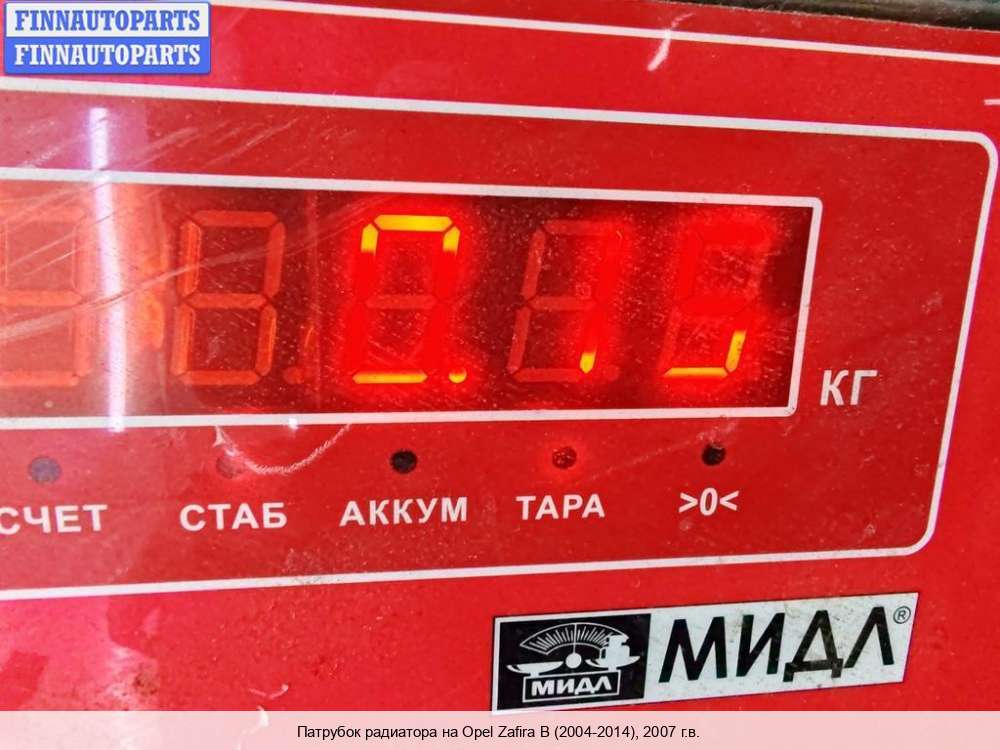 FINNAUTOPARTS
FINNAUTOPARTS
0.15
КГ
СЧЕТ СТАБ АККУМ ТАРА >0<
МИДЛ МИДЛ®
Патрубок радиатора на Opel Zafira B (2004-2014), 2007 г.в.